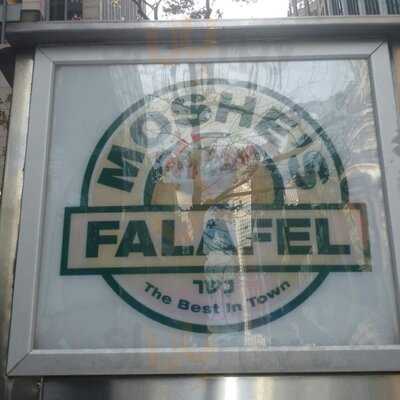 MOSHE'S
FALAFEL
כשר
The Best In Town